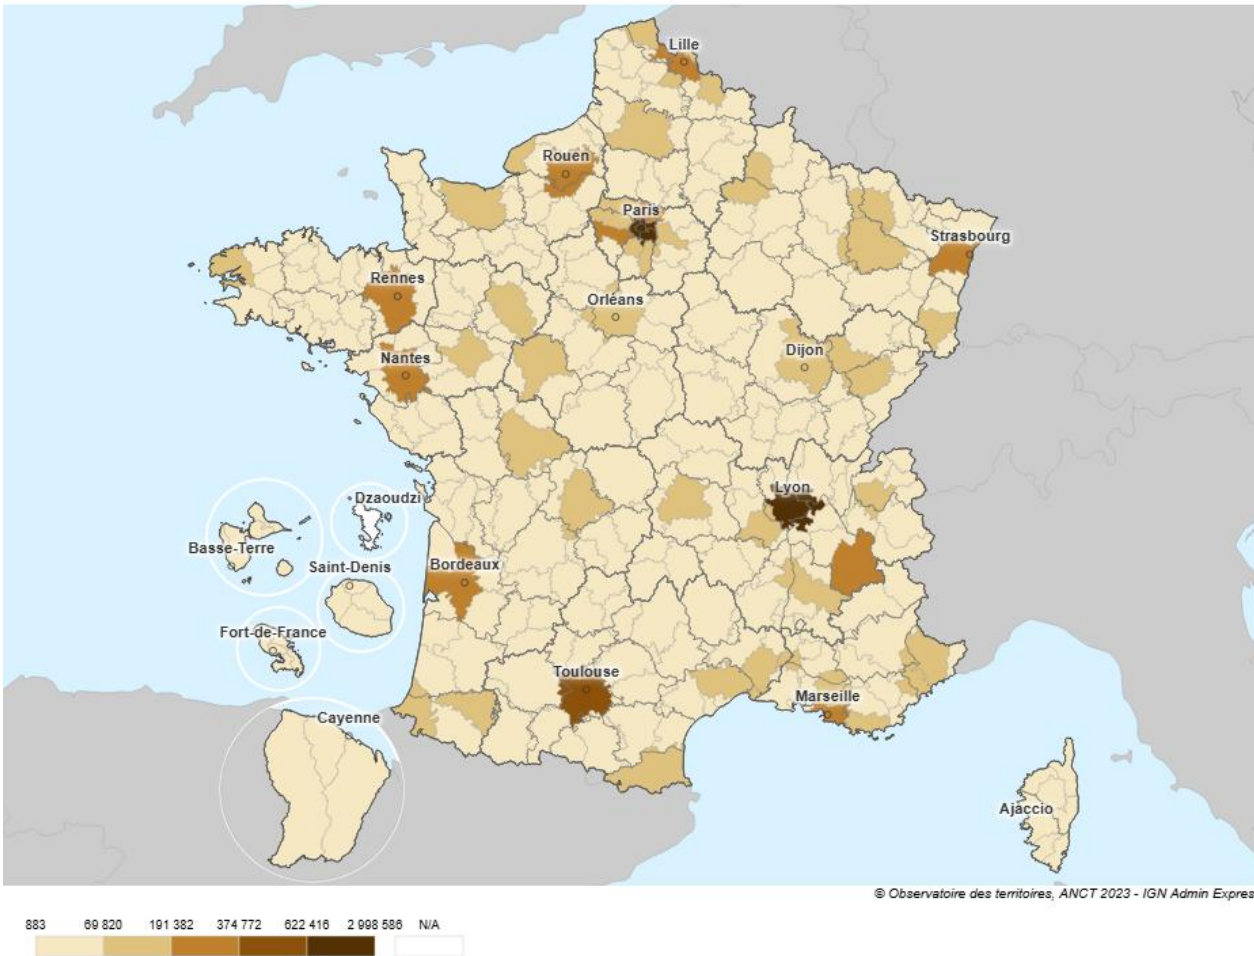 Lille
Rouen
Paris
Strasbourg
Rennes
Orléans
Nantes
Dijon
Lyon
Dzaoudzi
Basse-Terre
Saint-Denis
Bordeaux
Fort-de-France
Toulouse
Marseille
Cayenne
Ajaccio
© Observatoire des territoires, ANCT 2023 - IGN Admin Expres
883 69 820 191 382 374 772 622 416 2 998 586 N/A